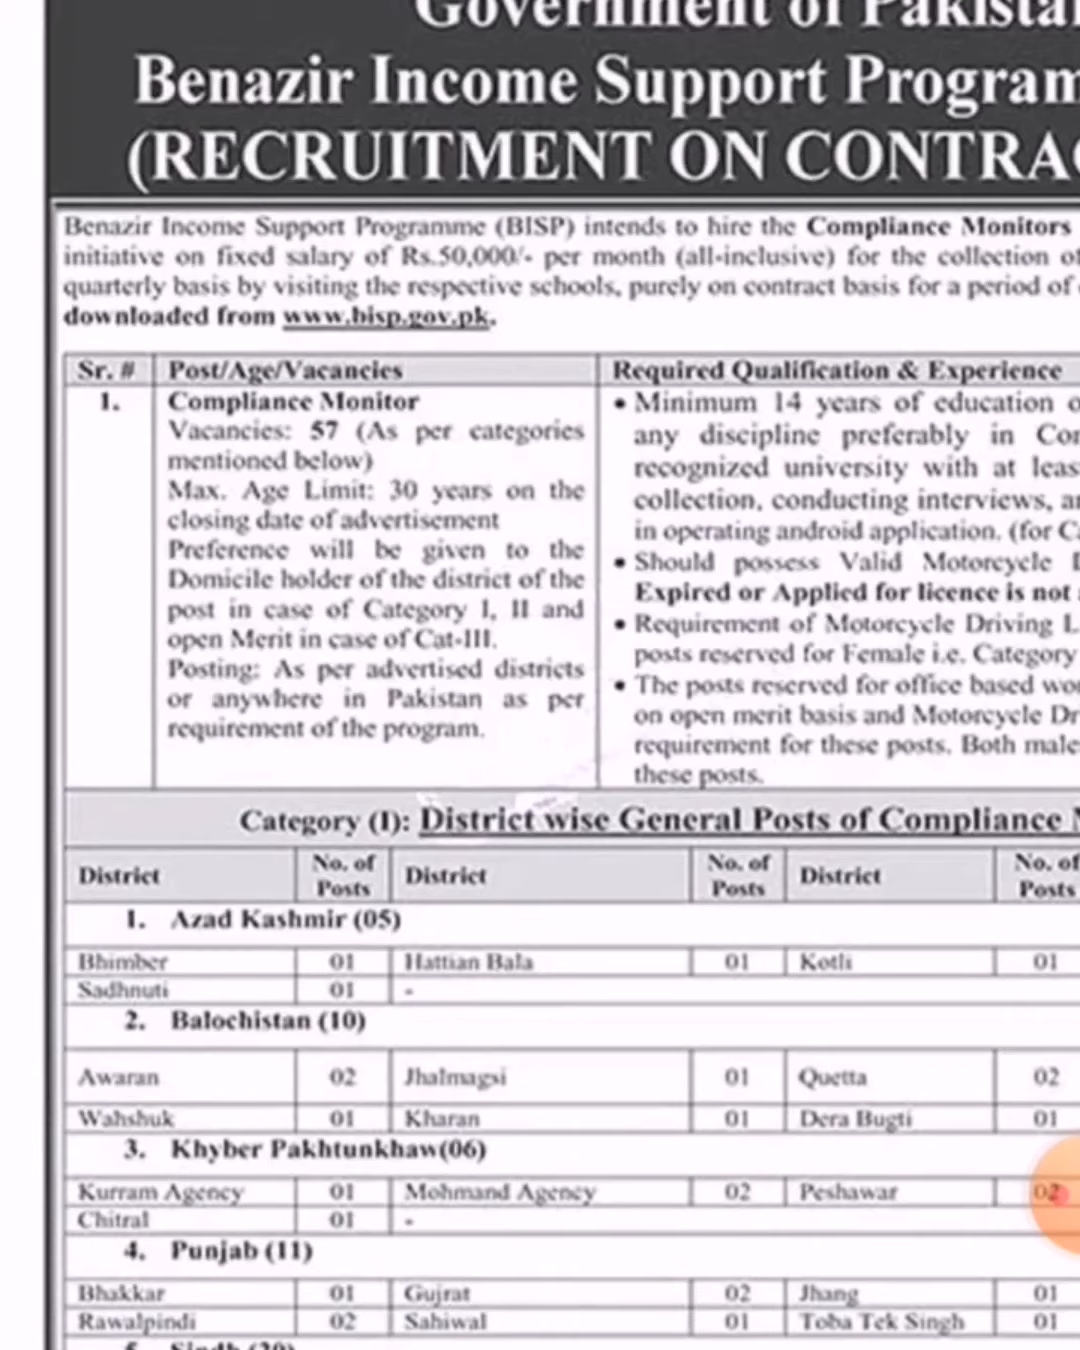 Government of Pakista
Benazir Income Support Program
(RECRUITMENT ON CONTRAC
Benazir Income Support Programme (BISP) intends to hire the Compliance Monitors
initiative on fixed salary of Rs.50,000/- per month (all-inclusive) for the collection of
quarterly basis by visiting the respective schools, purely on contract basis for a period of
downloaded from www.bisp.gov.pk.
Sr. # Post/Age/Vacancies Required Qualification & Experience
1. Compliance Monitor
Vacancies: 57 (As per categories
mentioned below)
Max. Age Limit: 30 years on the
closing date of advertisement
Preference will be given to the
Domicile holder of the district of the
post in case of Category I, II and
open Merit in case of Cat-III.
Posting: As per advertised districts
or anywhere in Pakistan as per
requirement of the program.
• Minimum 14 years of education o
any discipline preferably in Con
recognized university with at leas
collection, conducting interviews, an
in operating android application. (for C
• Should possess Valid Motorcycle
Expired or Applied for licence is not
• Requirement of Motorcycle Driving L
posts reserved for Female i.e. Category
• The posts reserved for office based wo
on open merit basis and Motorcycle Dr
requirement for these posts. Both male
these posts.
Category (I): District wise General Posts of Compliance M
District No. of Posts District No. of Posts District No. of Posts
1. Azad Kashmir (05)
Bhimber 01 Hattian Bala 01 Kotli 01
Sadhnuti 01 -
2. Balochistan (10)
Awaran 02 Jhalmagsi 01 Quetta 02
Wahshuk 01 Kharan 01 Dera Bugti 01
3. Khyber Pakhtunkhaw(06)
Kurram Agency 01 Mohmand Agency 02 Peshawar 02
Chitral 01 -
4. Punjab (11)
Bhakkar 01 Gujrat 02 Jhang 01
Rawalpindi 02 Sahiwal 01 Toba Tek Singh 01
5. Sindh (20)